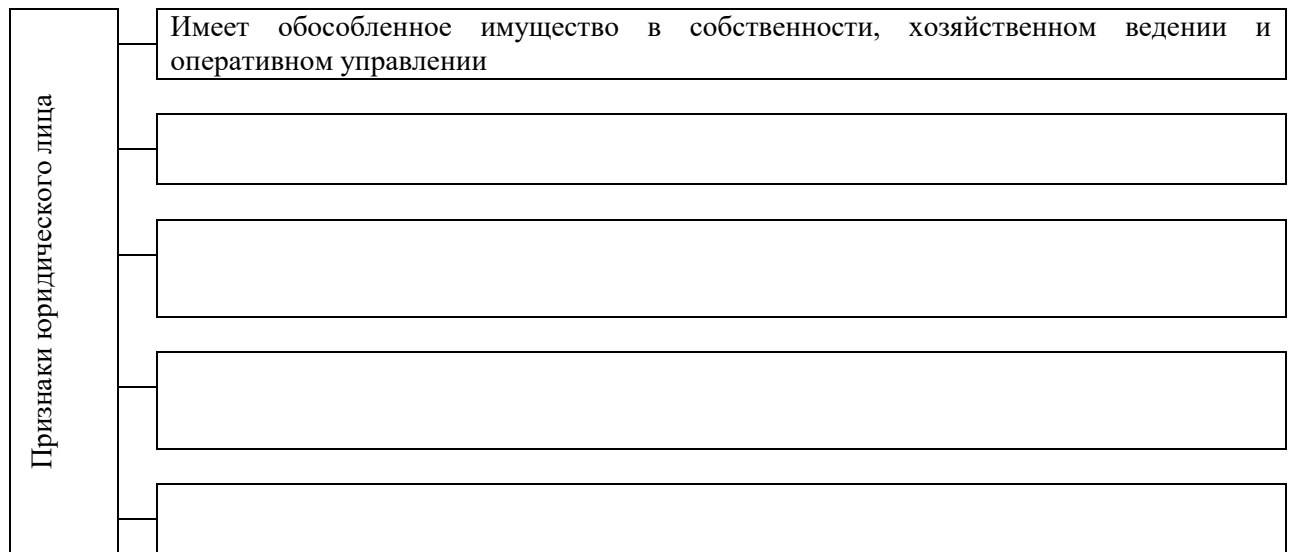 Признаки юридического лица
Имеет обособленное имущество в собственности, хозяйственном ведении и
оперативном управлении